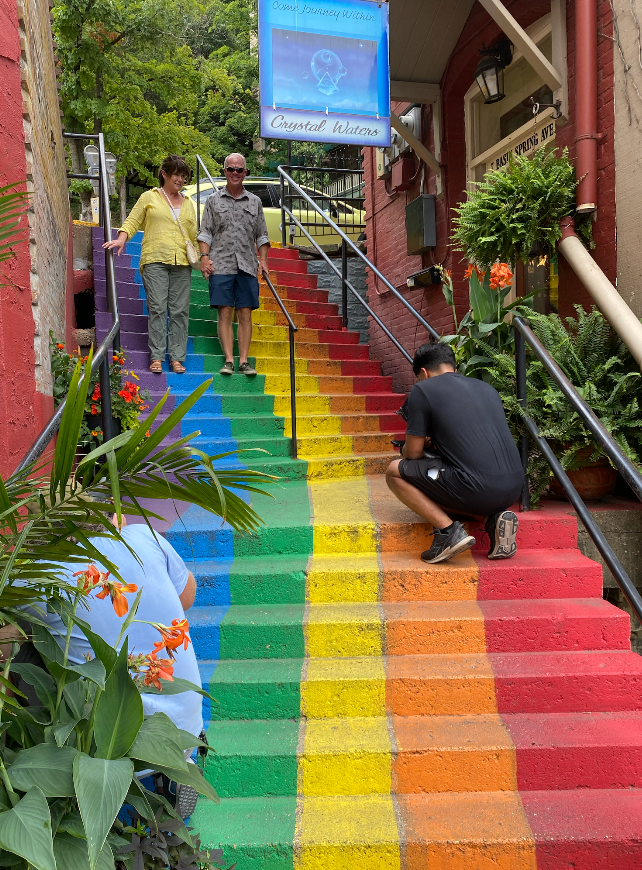 Come Journey Within
Crystal Waters
BASIN SPRING AVE